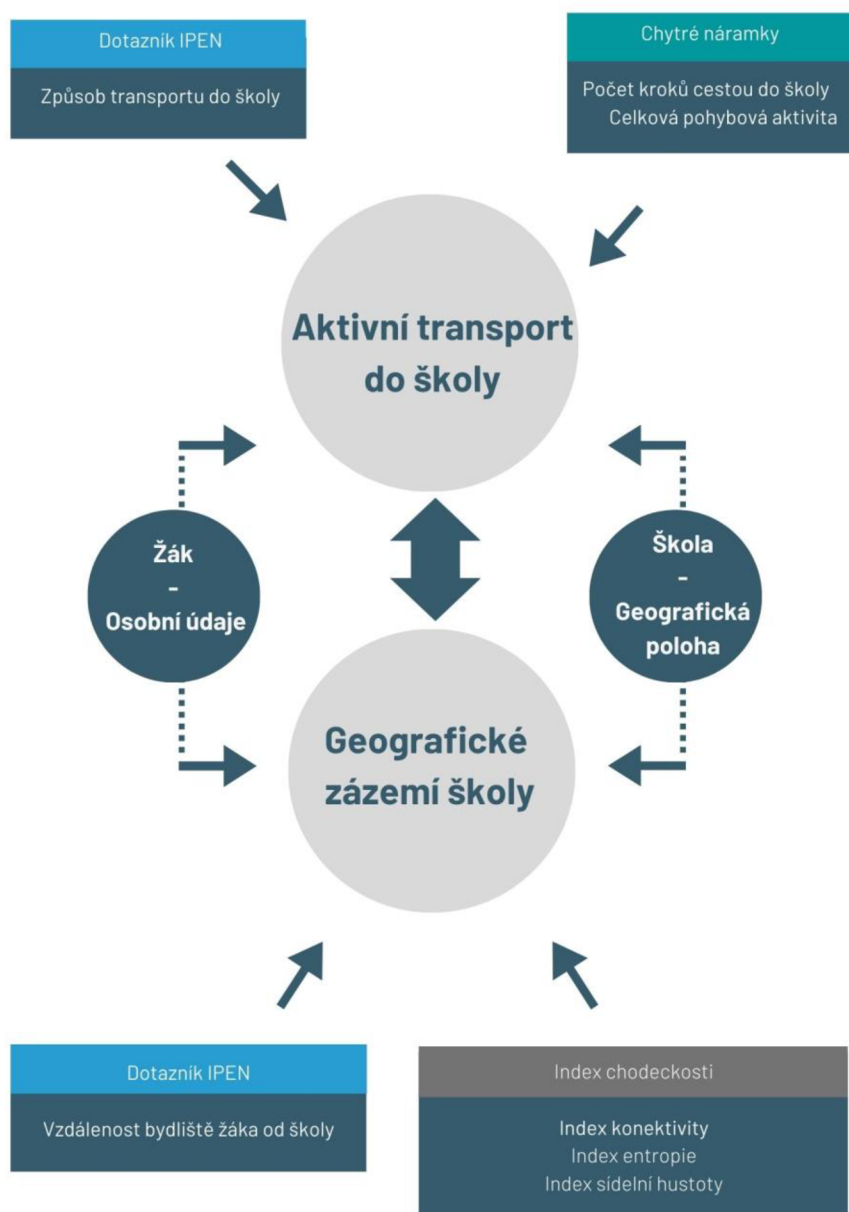 Dotazník IPEN
Způsob transportu do školy
Chytré náramky
Počet kroků cestou do školy
Celková pohybová aktivita
Aktivní transport
do školy
Žák
-
Osobní údaje
Škola
-
Geografická
poloha
Geografické
zázemí školy
Dotazník IPEN
Vzdálenost bydliště žáka od školy
Index chodeckosti
Index konektivity
Index entropie
Index sídelní hustoty